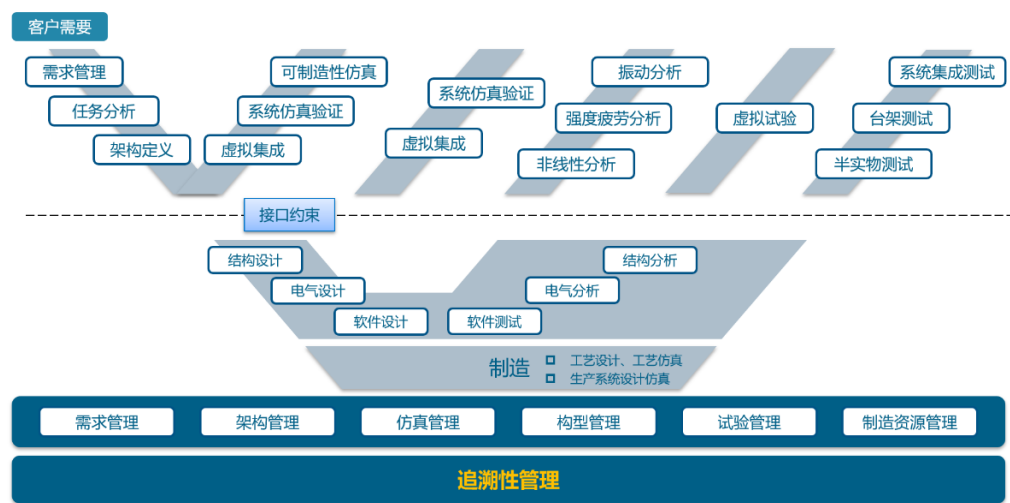 客户需要
需求管理
任务分析
架构定义
可制造性仿真
系统仿真验证
虚拟集成
系统仿真验证
虚拟集成
振动分析
强度疲劳分析
非线性分析
虚拟试验
系统集成测试
台架测试
半实物测试
接口约束
结构设计
电气设计
软件设计
软件测试
电气分析
结构分析
制造
工艺设计、工艺仿真
生产系统设计仿真
需求管理
架构管理
仿真管理
构型管理
试验管理
制造资源管理
追溯性管理